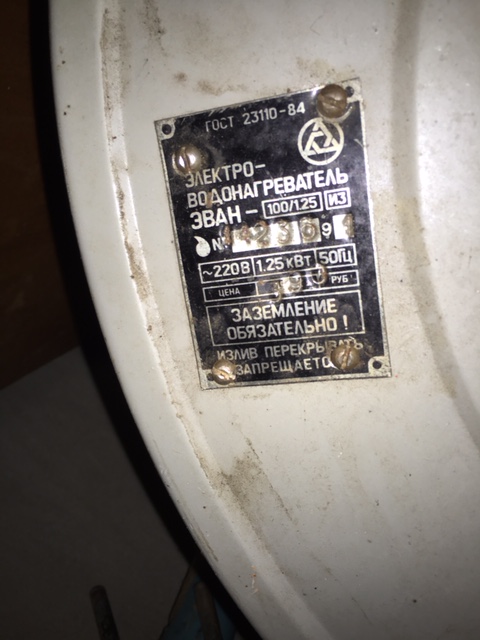 ГОСТ 23110-84
ЭЛЕКТРО-
ВОДОНАГРЕВАТЕЛЬ
ЭВАН- 100/1.25 ИЗ
№
~220В 1.25 кВт 50Гц
ЦЕНА РУБ
ЗАЗЕМЛЕНИЕ
ОБЯЗАТЕЛЬНО!
ИЗЛИВ ПЕРЕКРЫВАТЬ
ЗАПРЕЩАЕТСЯ